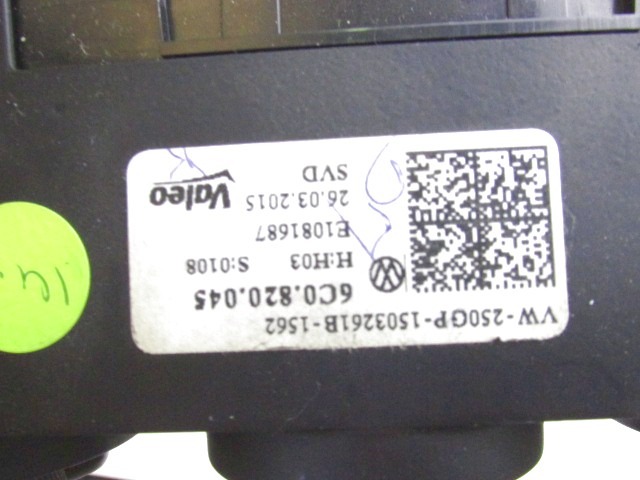 VW-250GP-1503261B-1562
6C0.820.045
H:H03 S:0108
E1081687
26.03.2015 Valeo
SVD